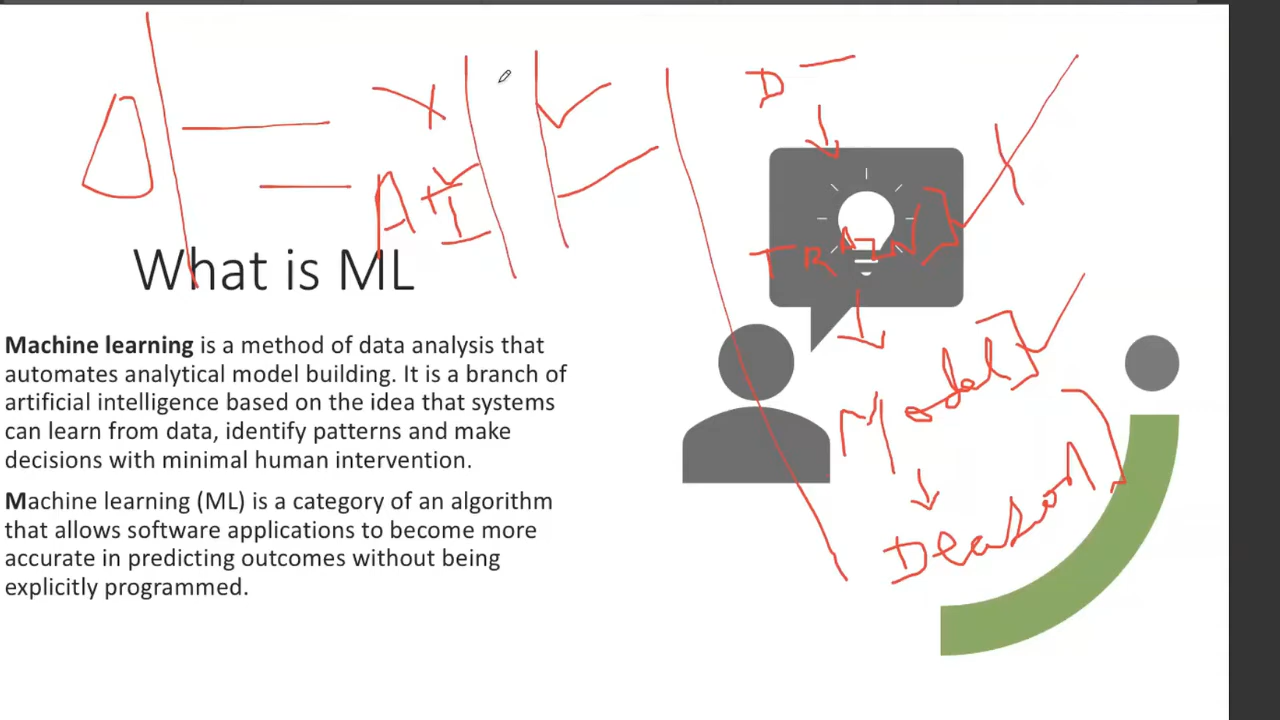 D
TRAIN
What is ML
Machine learning is a method of data analysis that
automates analytical model building. It is a branch of
artificial intelligence based on the idea that systems
can learn from data, identify patterns and make
decisions with minimal human intervention.
Machine learning (ML) is a category of an algorithm
that allows software applications to become more
accurate in predicting outcomes without being
explicitly programmed.
Model